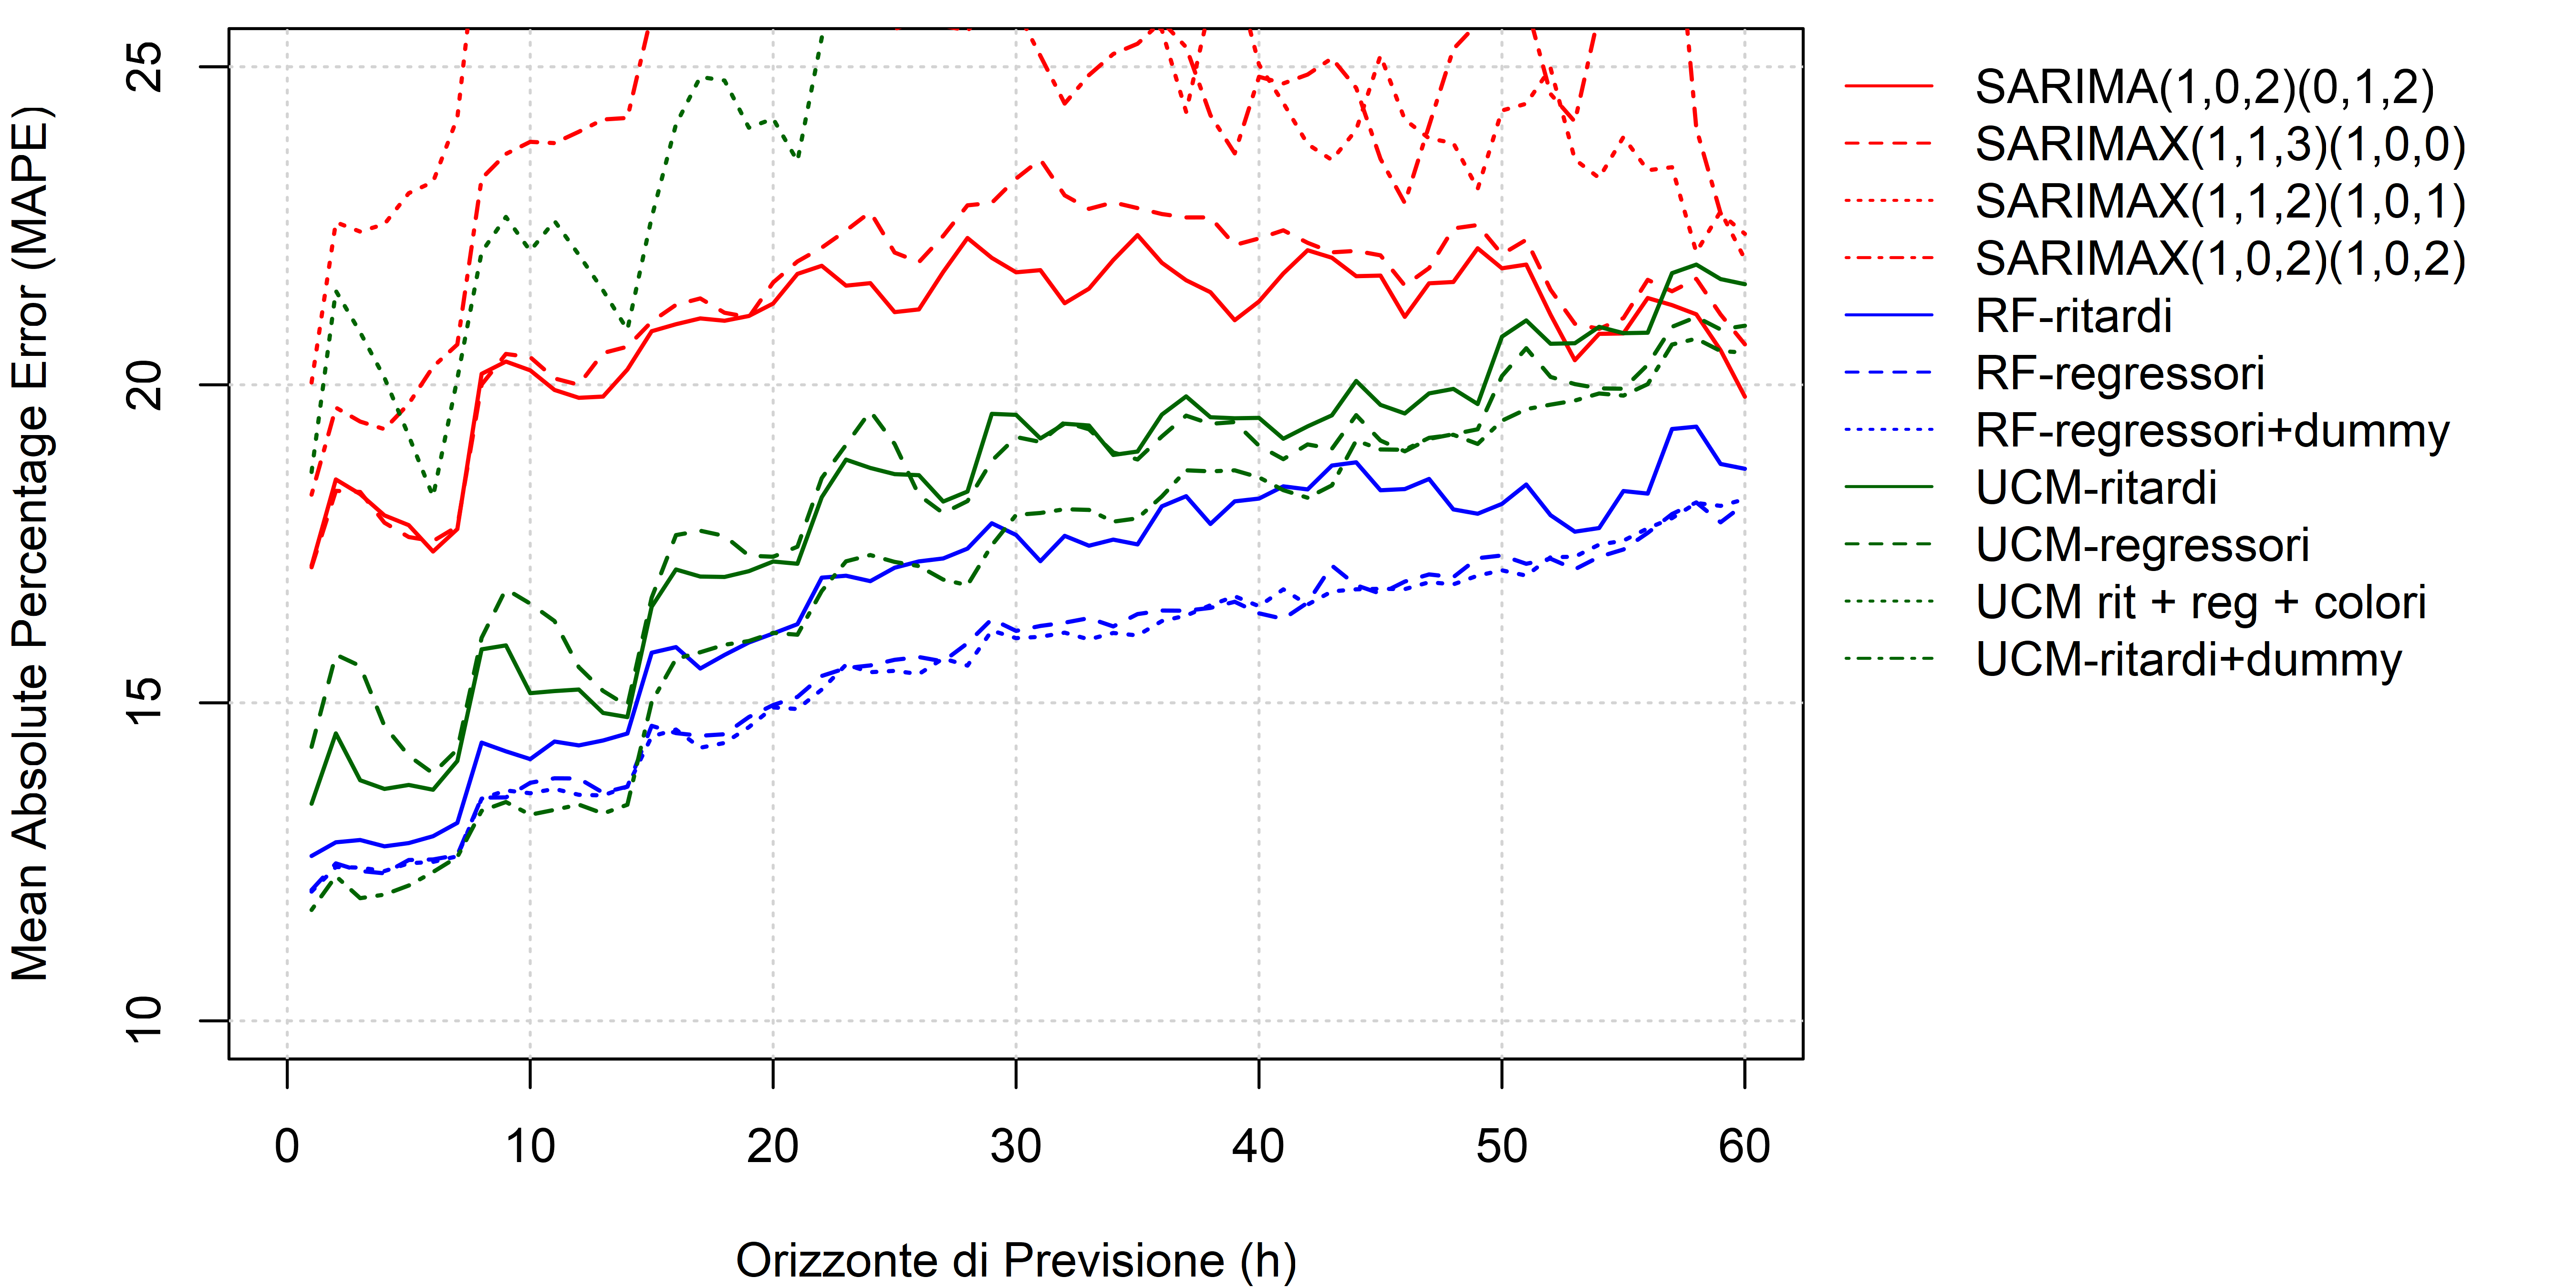 Mean Absolute Percentage Error (MAPE)
25
20
15
10
0 10 20 30 40 50 60
Orizzonte di Previsione (h)
SARIMA(1,0,2)(0,1,2)
SARIMAX(1,1,3)(1,0,0)
SARIMAX(1,1,2)(1,0,1)
SARIMAX(1,0,2)(1,0,2)
RF-ritardi
RF-regressori
RF-regressori+dummy
UCM-ritardi
UCM-regressori
UCM rit + reg + colori
UCM-ritardi+dummy